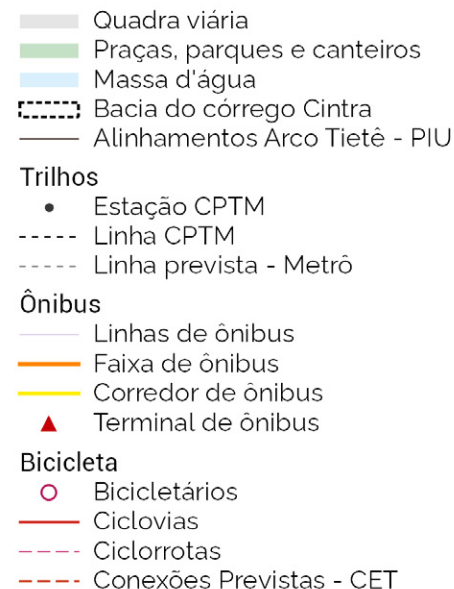 Quadra viária
Praças, parques e canteiros
Massa d'água
Bacia do córrego Cintra
Alinhamentos Arco Tietê - PIU
Trilhos
Estação CPTM
Linha CPTM
Linha prevista - Metrô
Ônibus
Linhas de ônibus
Faixa de ônibus
Corredor de ônibus
Terminal de ônibus
Bicicleta
Bicicletários
Ciclovias
Ciclorrotas
Conexões Previstas - CET